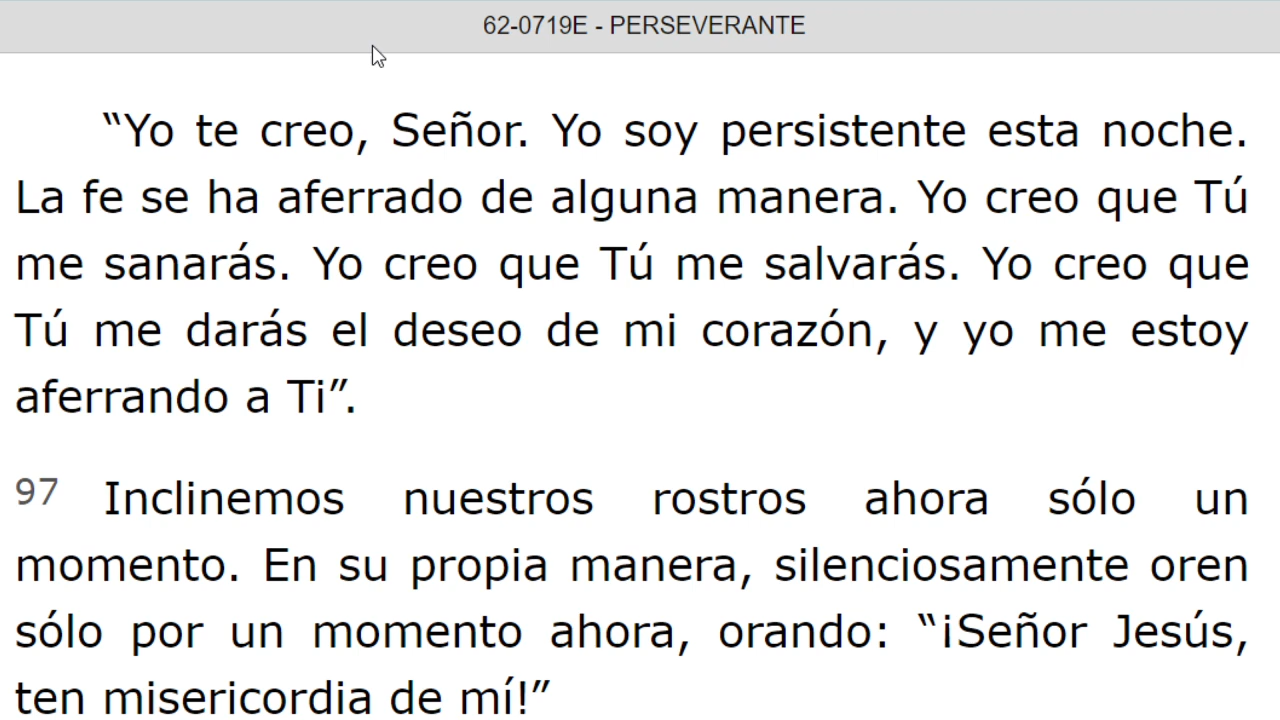 62-0719E - PERSEVERANTE
“Yo te creo, Señor. Yo soy persistente esta noche.
La fe se ha aferrado de alguna manera. Yo creo que Tú
me sanarás. Yo creo que Tú me salvarás. Yo creo que
Tú me darás el deseo de mi corazón, y yo me estoy
aferrando a Ti”.
97 Inclinemos nuestros rostros ahora sólo un
momento. En su propia manera, silenciosamente oren
sólo por un momento ahora, orando: “¡Señor Jesús,
ten misericordia de mí!”